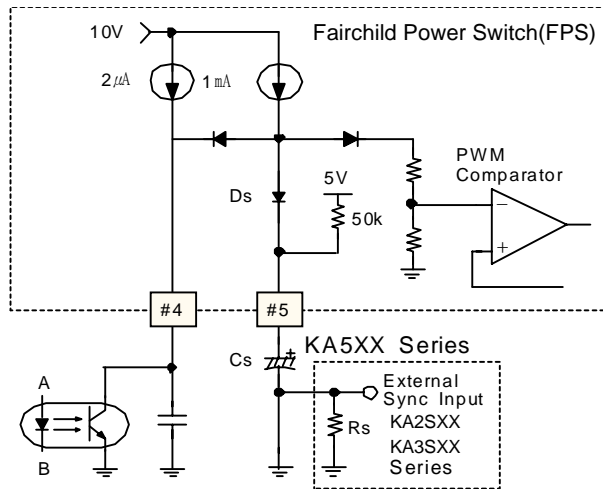 Fairchild Power Switch(FPS)
10V
2㎂
1㎃
PWM
Comparator
−
+
5V
Ds
50k
#4
#5
KA5XX Series
Cs
+
External
Sync Input
KA2SXX
KA3SXX
Series
Rs
A
B